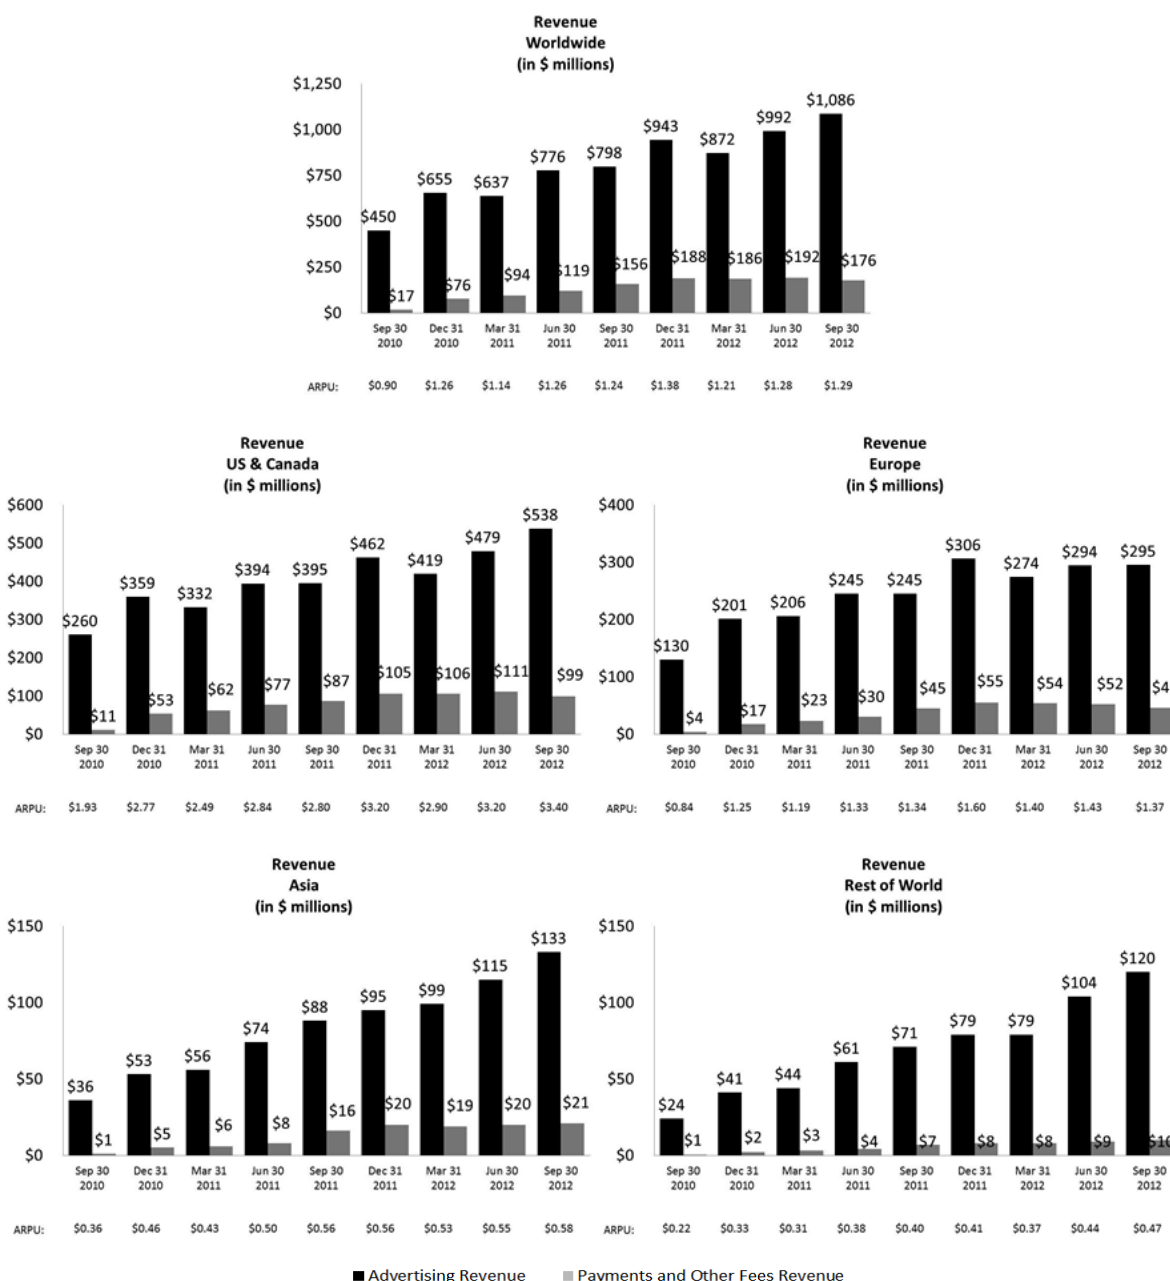 Revenue
Worldwide
(in $ millions)
$1,250
$1,000
$750
$500
$250
$0
$450 $655 $637 $776 $798 $943 $872 $992 $1,086
$17 $76 $94 $119 $156 $188 $186 $192 $176
Sep 30 Dec 31 Mar 31 Jun 30 Sep 30 Dec 31 Mar 31 Jun 30 Sep 30
2010 2010 2011 2011 2011 2011 2012 2012 2012
ARPU: $0.90 $1.26 $1.14 $1.26 $1.24 $1.38 $1.21 $1.28 $1.29
Revenue
US & Canada
(in $ millions)
$600
$500
$400
$300
$200
$100
$0
$260 $359 $332 $394 $395 $462 $419 $479 $538
$11 $53 $62 $77 $87 $105 $106 $111 $99
Sep 30 Dec 31 Mar 31 Jun 30 Sep 30 Dec 31 Mar 31 Jun 30 Sep 30
2010 2010 2011 2011 2011 2011 2012 2012 2012
ARPU: $1.93 $2.77 $2.49 $2.84 $2.80 $3.20 $2.90 $3.20 $3.40
Revenue
Europe
(in $ millions)
$400
$300
$200
$100
$0
$130 $201 $206 $245 $245 $306 $274 $294 $295
$4 $17 $23 $30 $45 $55 $54 $52
Sep 30 Dec 31 Mar 31 Jun 30 Sep 30 Dec 31 Mar 31 Jun 30 Sep 30
2010 2010 2011 2011 2011 2011 2012 2012 2012
ARPU: $0.84 $1.25 $1.19 $1.33 $1.34 $1.60 $1.40 $1.43 $1.37
Revenue
Asia
(in $ millions)
$150
$100
$50
$0
$36 $53 $56 $74 $88 $95 $99 $115 $133
$1 $5 $6 $8 $16 $20 $19 $20 $21
Sep 30 Dec 31 Mar 31 Jun 30 Sep 30 Dec 31 Mar 31 Jun 30 Sep 30
2010 2010 2011 2011 2011 2011 2012 2012 2012
ARPU: $0.36 $0.46 $0.43 $0.50 $0.56 $0.56 $0.53 $0.55 $0.58
Revenue
Rest of World
(in $ millions)
$150
$100
$50
$0
$24 $41 $44 $61 $71 $79 $79 $104 $120
$1 $2 $3 $4 $7 $8 $8 $9 $10
Sep 30 Dec 31 Mar 31 Jun 30 Sep 30 Dec 31 Mar 31 Jun 30 Sep 30
2010 2010 2011 2011 2011 2011 2012 2012 2012
ARPU: $0.22 $0.33 $0.31 $0.38 $0.40 $0.41 $0.37 $0.44 $0.47
Advertising Revenue Payments and Other Fees Revenue